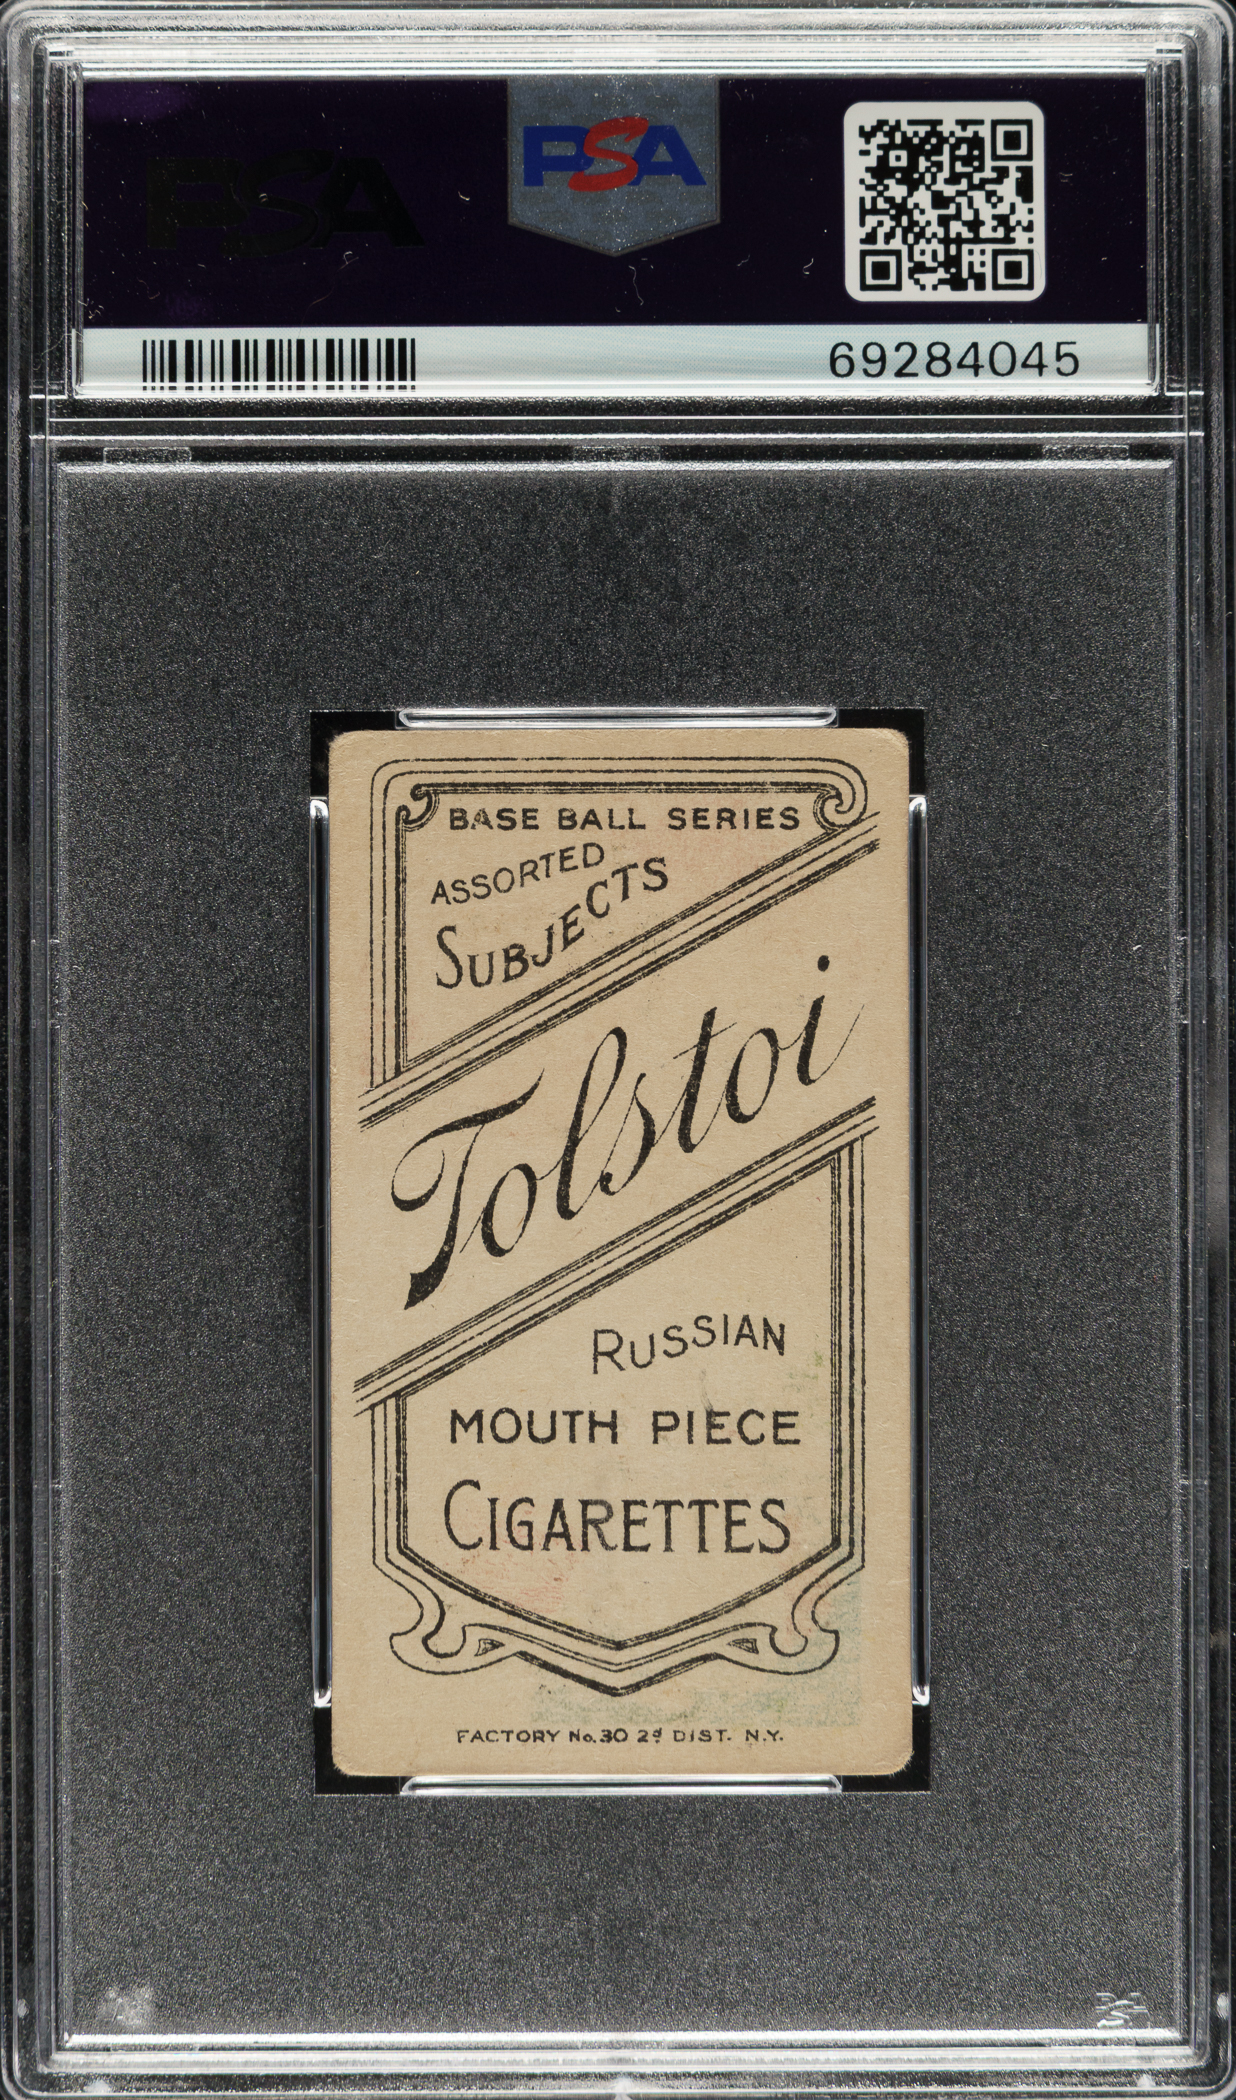 PSA
PSA
69284045
BASE BALL SERIES
ASSORTED
SUBJECTS
Tolstoi
RUSSIAN
MOUTH PIECE
CIGARETTES
FACTORY No. 30 2d DIST. N.Y.